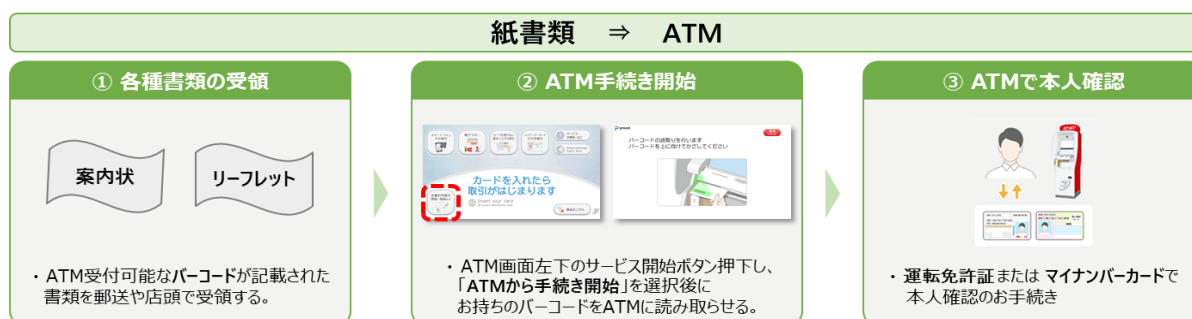 紙書類 ⇒ ATM
① 各種書類の受領
案内状
リーフレット
・ATM受付可能なバーコードが記載された
書類を郵送や店頭で受領する。
② ATM手続き開始
カードを入れたら
取引がはじまります
Insert your card
バーコードの読取りを行います
バーコードを上に向けてかざしてください
・ATM画面左下のサービス開始ボタン押下し、
「ATMから手続き開始」を選択後に
お持ちのバーコードをATMに読み取らせる。
③ ATMで本人確認
ATM
・運転免許証または マイナンバーカードで
本人確認のお手続き